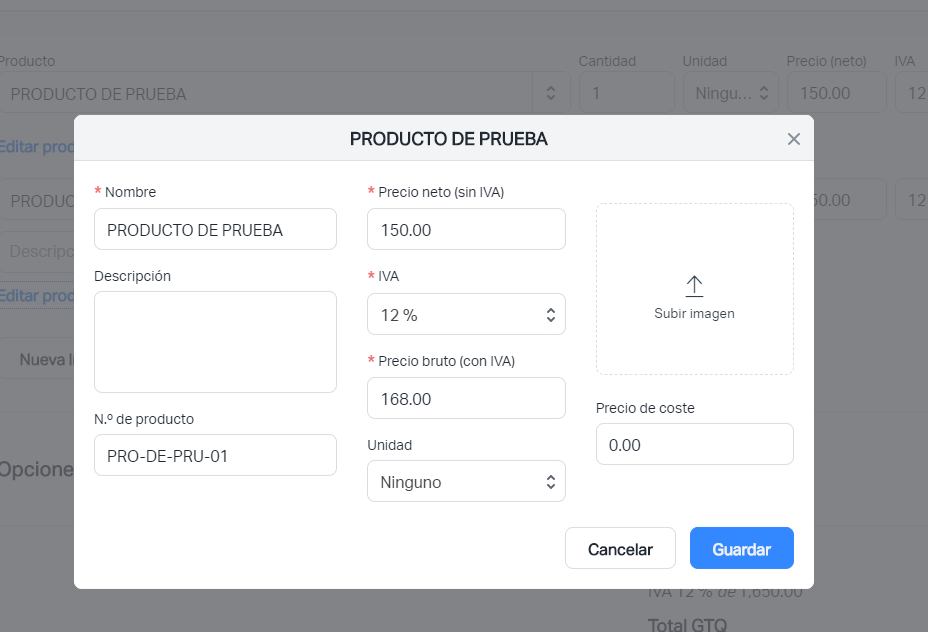 Producto Cantidad Unidad Precio (neto) IVA
PRODUCTO DE PRUEBA 1 Ningu... 150.00 12
Editar proc
PRODUCTO DE PRUEBA
* Nombre
PRODUCTO DE PRUEBA
Descripción
N.º de producto
PRO-DE-PRU-01
* Precio neto (sin IVA)
150.00
* IVA
12 %
* Precio bruto (con IVA)
168.00
Unidad
Ninguno
Subir imagen
Precio de coste
0.00
Cancelar Guardar
PRODUC 50.00 12
Descripc
Editar proc
Nueva lí
Opcione
IVA 12 % de 1,650.00
Total GTQ